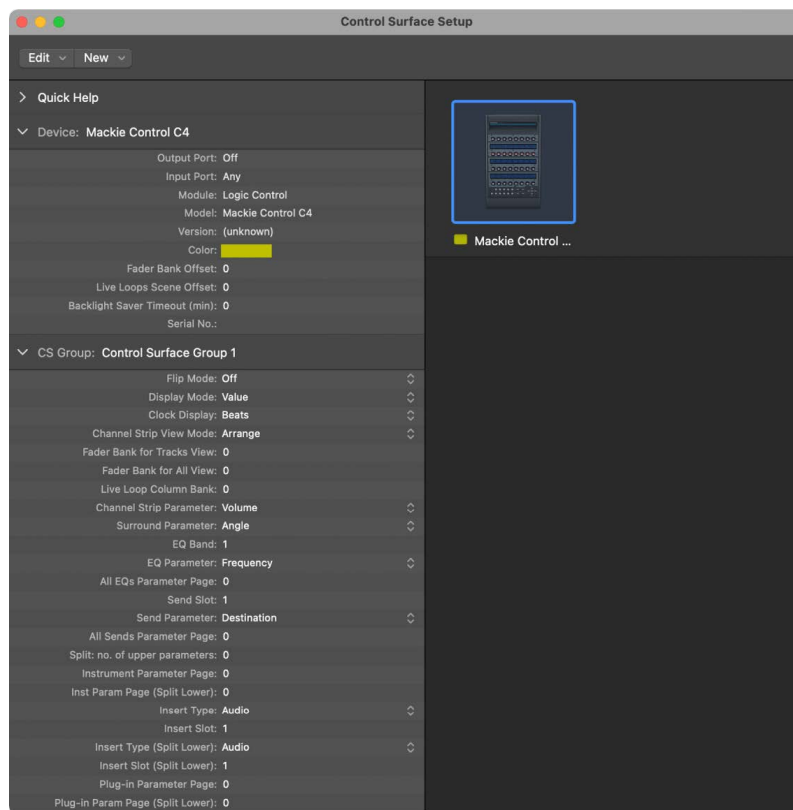 Control Surface Setup
Edit New
Quick Help
Device: Mackie Control C4
Output Port: Off
Input Port: Any
Module: Logic Control
Model: Mackie Control C4
Version: (unknown)
Color:
Fader Bank Offset: 0
Live Loops Scene Offset: 0
Backlight Saver Timeout (min): 0
Serial No.:
CS Group: Control Surface Group 1
Flip Mode: Off
Display Mode: Value
Clock Display: Beats
Channel Strip View Mode: Arrange
Fader Bank for Tracks View: 0
Fader Bank for All View: 0
Live Loop Column Bank: 0
Channel Strip Parameter: Volume
Surround Parameter: Angle
EQ Band: 1
EQ Parameter: Frequency
All EQs Parameter Page: 0
Send Slot: 1
Send Parameter: Destination
All Sends Parameter Page: 0
Split: no. of upper parameters: 0
Instrument Parameter Page: 0
Inst Param Page (Split Lower): 0
Insert Type: Audio
Insert Slot: 1
Insert Type (Split Lower): Audio
Insert Slot (Split Lower): 1
Plug-in Parameter Page: 0
Plug-in Param Page (Split Lower): 0
Mackie Control ...